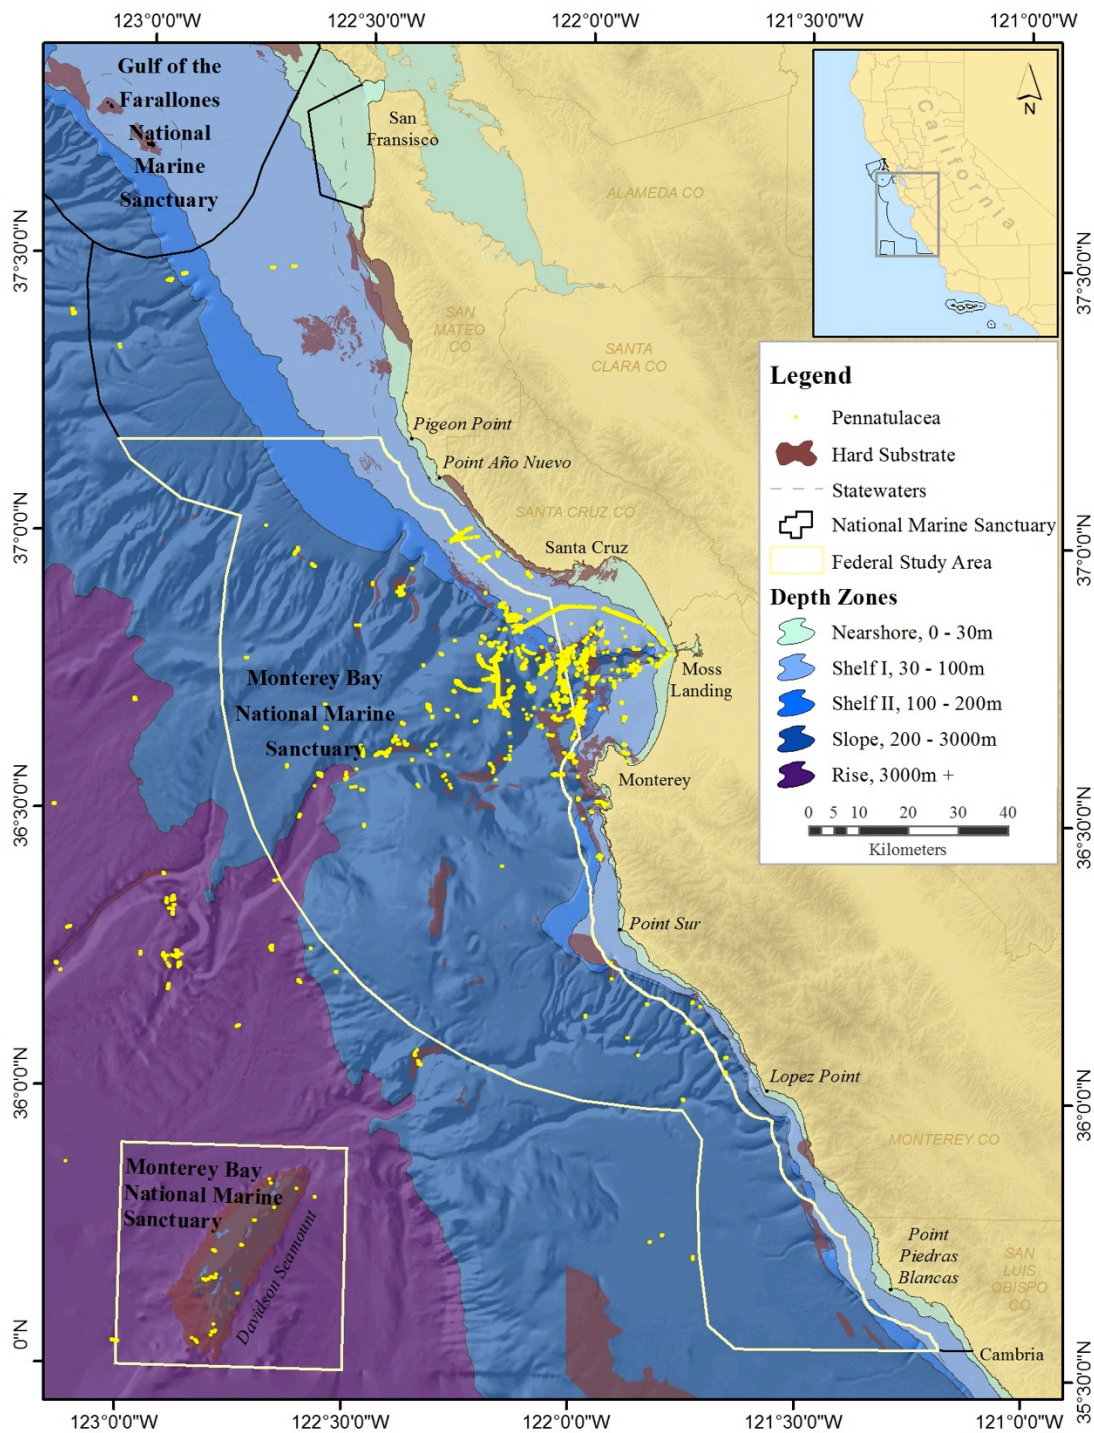 123°0'0"W
122°30'0"W
122°0'0"W
121°30'0"W
121°0'0"W
Gulf of the
Farallones
National
Marine
Sanctuary
San
Fransisco
ALAMEDA CO
California
N
37°30'0"N
37°30'0"N
SAN
MATEO
CO
SANTA
CLARA CO
Legend
Pennatulacea
Hard Substrate
Statewaters
National Marine Sanctuary
Federal Study Area
Depth Zones
Nearshore, 0 - 30m
Shelf I, 30 - 100m
Shelf II, 100 - 200m
Slope, 200 - 3000m
Rise, 3000m +
0 5 10 20 30 40
Kilometers
Pigeon Point
Point Año Nuevo
SANTA CRUZ CO
37°0'0"N
37°0'0"N
Santa Cruz
Moss
Landing
Monterey Bay
National Marine
Sanctuary
Monterey
36°30'0"N
36°30'0"N
Point Sur
36°0'0"N
36°0'0"N
Lopez Point
MONTEREY CO
Monterey Bay
National Marine
Sanctuary
Davidson Seamount
Point
Piedras
Blancas
SAN
LUIS
OBISPO
CO
0"N
Cambria
35°30'0"N
123°0'0"W
122°30'0"W
122°0'0"W
121°30'0"W
121°0'0"W